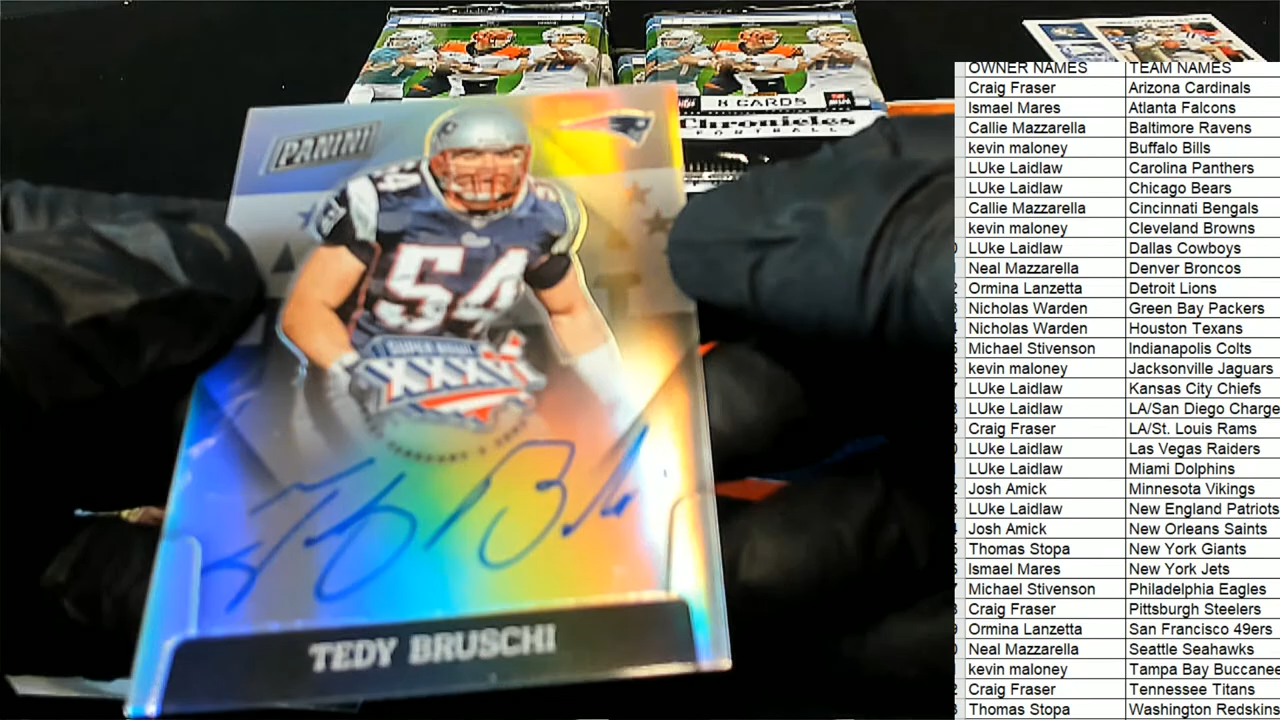 8 CARDS
Chronicles
FOOTBALL
PANINI
54
SUPER BOWL
XXXVI
Tedy Bruschi
TEDY BRUSCHI
OWNER NAMES TEAM NAMES
Craig Fraser Arizona Cardinals
Ismael Mares Atlanta Falcons
Callie Mazzarella Baltimore Ravens
kevin maloney Buffalo Bills
LUke Laidlaw Carolina Panthers
LUke Laidlaw Chicago Bears
Callie Mazzarella Cincinnati Bengals
kevin maloney Cleveland Browns
LUke Laidlaw Dallas Cowboys
Neal Mazzarella Denver Broncos
Ormina Lanzetta Detroit Lions
Nicholas Warden Green Bay Packers
Nicholas Warden Houston Texans
Michael Stivenson Indianapolis Colts
kevin maloney Jacksonville Jaguars
LUke Laidlaw Kansas City Chiefs
LUke Laidlaw LA/San Diego Charge
Craig Fraser LA/St. Louis Rams
LUke Laidlaw Las Vegas Raiders
LUke Laidlaw Miami Dolphins
Josh Amick Minnesota Vikings
LUke Laidlaw New England Patriots
Josh Amick New Orleans Saints
Thomas Stopa New York Giants
Ismael Mares New York Jets
Michael Stivenson Philadelphia Eagles
Craig Fraser Pittsburgh Steelers
Ormina Lanzetta San Francisco 49ers
Neal Mazzarella Seattle Seahawks
kevin maloney Tampa Bay Buccanee
Craig Fraser Tennessee Titans
Thomas Stopa Washington Redskins